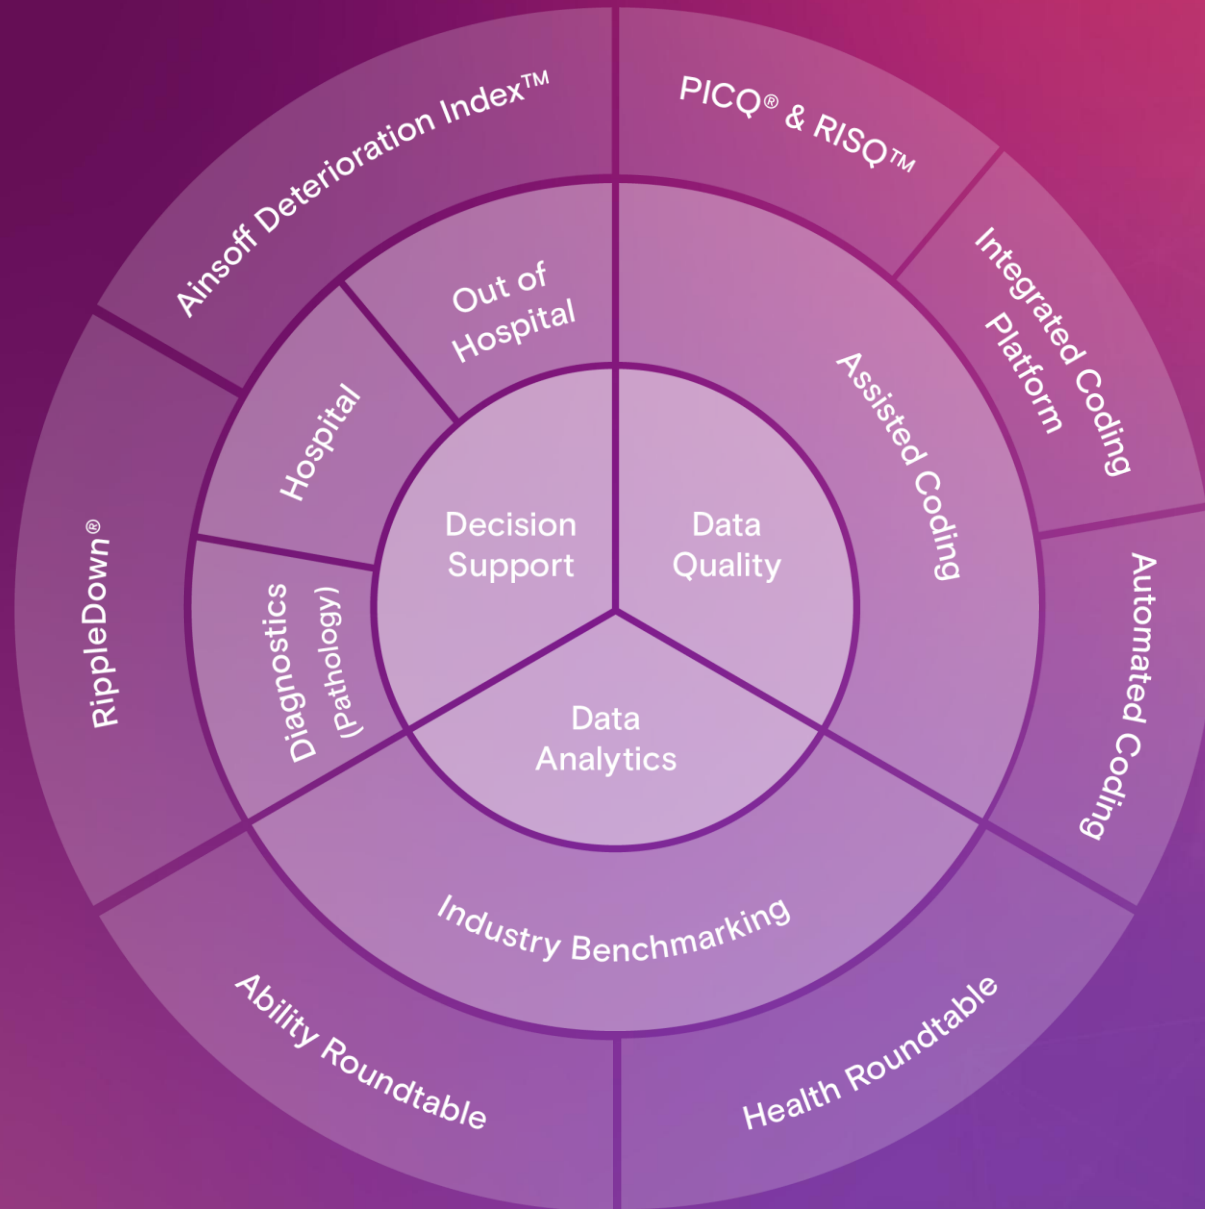 Ainsoff Deterioration Index™
PICQ® & RISQ™
Integrated Coding
Platform
Automated Coding
Health Roundtable
Ability Roundtable
RippleDown®
Out of
Hospital
Hospital
Diagnostics
(Pathology)
Assisted Coding
Industry Benchmarking
Decision
Support
Data
Quality
Data
Analytics